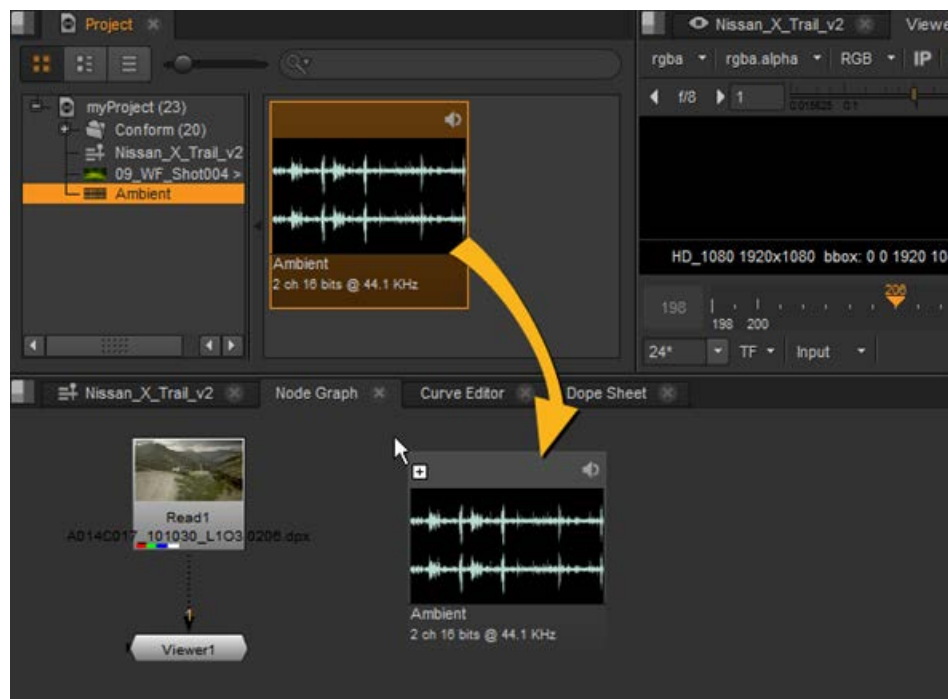 Project
Nissan_X_Trail_v2
Viewe
rgba
rgba.alpha
RGB
IP
f/8
1
myProject (23)
Conform (20)
Nissan_X_Trail_v2
09_WF_Shot004 >
Ambient
Ambient
2 ch 16 bits @ 44.1 KHz
HD_1080 1920x1080 bbox: 0 0 1920 10
198
206
198 200
24*
TF
Input
Nissan_X_Trail_v2
Node Graph
Curve Editor
Dope Sheet
Read1
A014C017_101030_L1O3.0206.dpx
1
Viewer1
Ambient
2 ch 16 bits @ 44.1 KHz